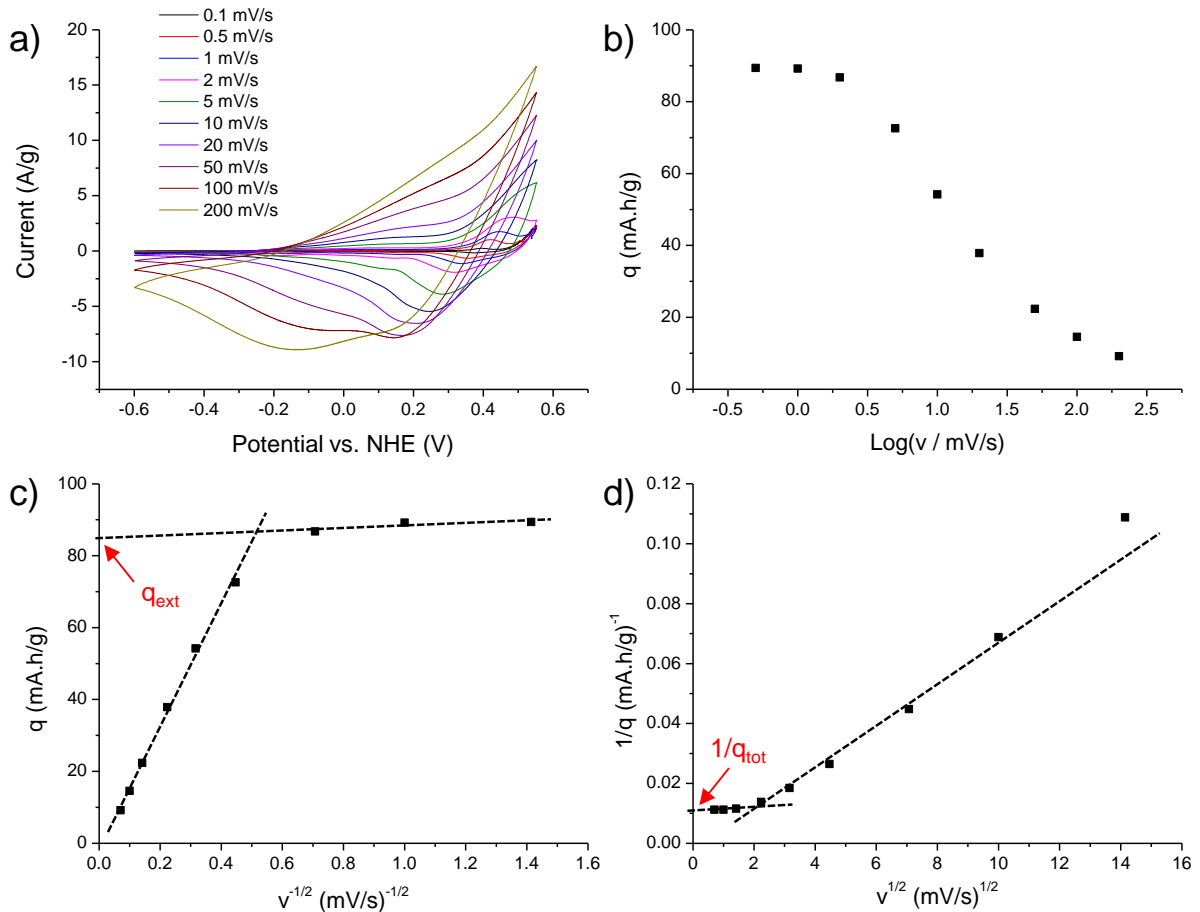 a)
0.1 mV/s
0.5 mV/s
1 mV/s
2 mV/s
5 mV/s
10 mV/s
20 mV/s
50 mV/s
100 mV/s
200 mV/s
20
15
10
5
0
-5
-10
Current (A/g)
-0.6 -0.4 -0.2 0.0 0.2 0.4 0.6
Potential vs. NHE (V)
b)
100
80
60
40
20
0
q (mA.h/g)
-0.5 0.0 0.5 1.0 1.5 2.0 2.5
Log(v / mV/s)
c)
100
80
60
40
20
0
q (mA.h/g)
q_ext
0.0 0.2 0.4 0.6 0.8 1.0 1.2 1.4 1.6
v^-1/2 (mV/s)^-1/2
d)
0.12
0.10
0.08
0.06
0.04
0.02
0.00
1/q (mA.h/g)^-1
1/q_tot
0 2 4 6 8 10 12 14 16
v^1/2 (mV/s)^1/2